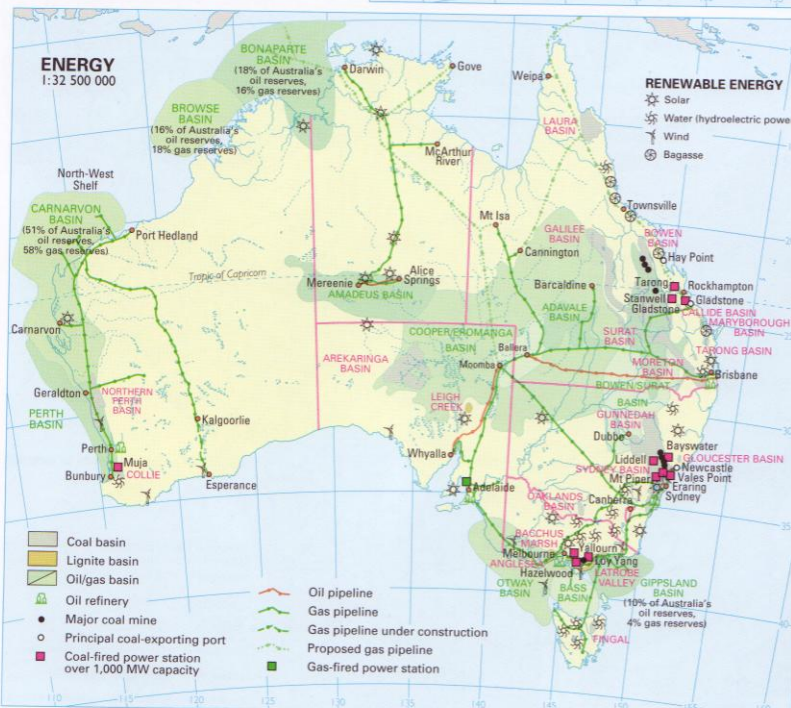 ENERGY
1:32 500 000
BONAPARTE
BASIN
(18% of Australia's
oil reserves,
16% gas reserves)
BROWSE
BASIN
(16% of Australia's
oil reserves,
18% gas reserves)
North-West
Shelf
CARNARVON
BASIN
(51% of Australia's
oil reserves,
58% gas reserves)
Port Hedland
Darwin
Gove
Weipa
RENEWABLE ENERGY
Solar
Water (hydroelectric powe
Wind
Bagasse
LAURA
BASIN
McArthur
River
Townsville
Mt Isa
Cannington
GALILEE
BASIN
BOWEN
BASIN
Hay Point
Tropic of Capricorn
Mereenie
Alice
Springs
AMADEUS BASIN
Barcaldine
Tarong
Stanwell
Gladstone
Rockhampton
Gladstone
CALLIDE BASIN
MARYBOROUGH
BASIN
ADAVALE
BASIN
SURAT
BASIN
TARONG BASIN
MORETON
BASIN
Brisbane
Carnarvon
COOPER/EROMANGA
BASIN
Ballera
Moomba
AREKARINGA
BASIN
BOWEN/SURAT
BASIN
LEIGH
CREEK
GUNNEDAH
BASIN
Geraldton
NORTHERN
PERTH
BASIN
PERTH
BASIN
Kalgoorlie
Perth
Muja
COLLIE
Bunbury
Esperance
Whyalla
Adelaide
Dubbo
Bayswater
Liddell
GLOUCESTER BASIN
SYDNEY BASIN
Newcastle
Mt Piper
Vales Point
Eraring
Sydney
Canberra
OAKLANDS
BASIN
BACCHUS
MARSH
Melbourne
Yallourn
ANGLESEA
Loy Yang
Hazelwood
LATROBE
VALLEY
OTWAY
BASIN
BASS
BASIN
GIPPSLAND
BASIN
(10% of Australia's
oil reserves,
4% gas reserves)
FINGAL
Coal basin
Lignite basin
Oil/gas basin
Oil refinery
Major coal mine
Principal coal-exporting port
Coal-fired power station
over 1,000 MW capacity
Oil pipeline
Gas pipeline
Gas pipeline under construction
Proposed gas pipeline
Gas-fired power station
115
120
125
130
135
140
145
150